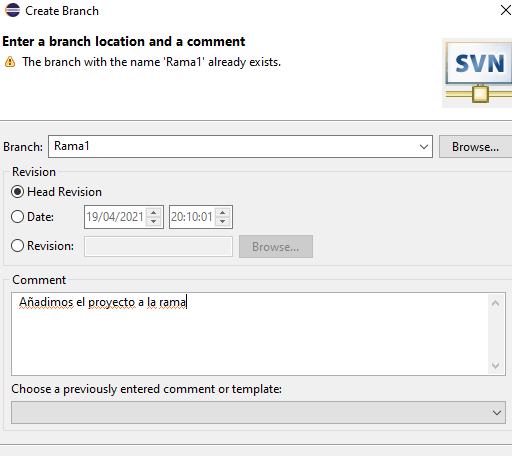 Create Branch
Enter a branch location and a comment
The branch with the name 'Rama1' already exists.
SVN
Branch: Rama1 Browse...
Revision
Head Revision
Date: 19/04/2021 20:10:01
Revision: Browse...
Comment
Añadimos el proyecto a la rama
Choose a previously entered comment or template: